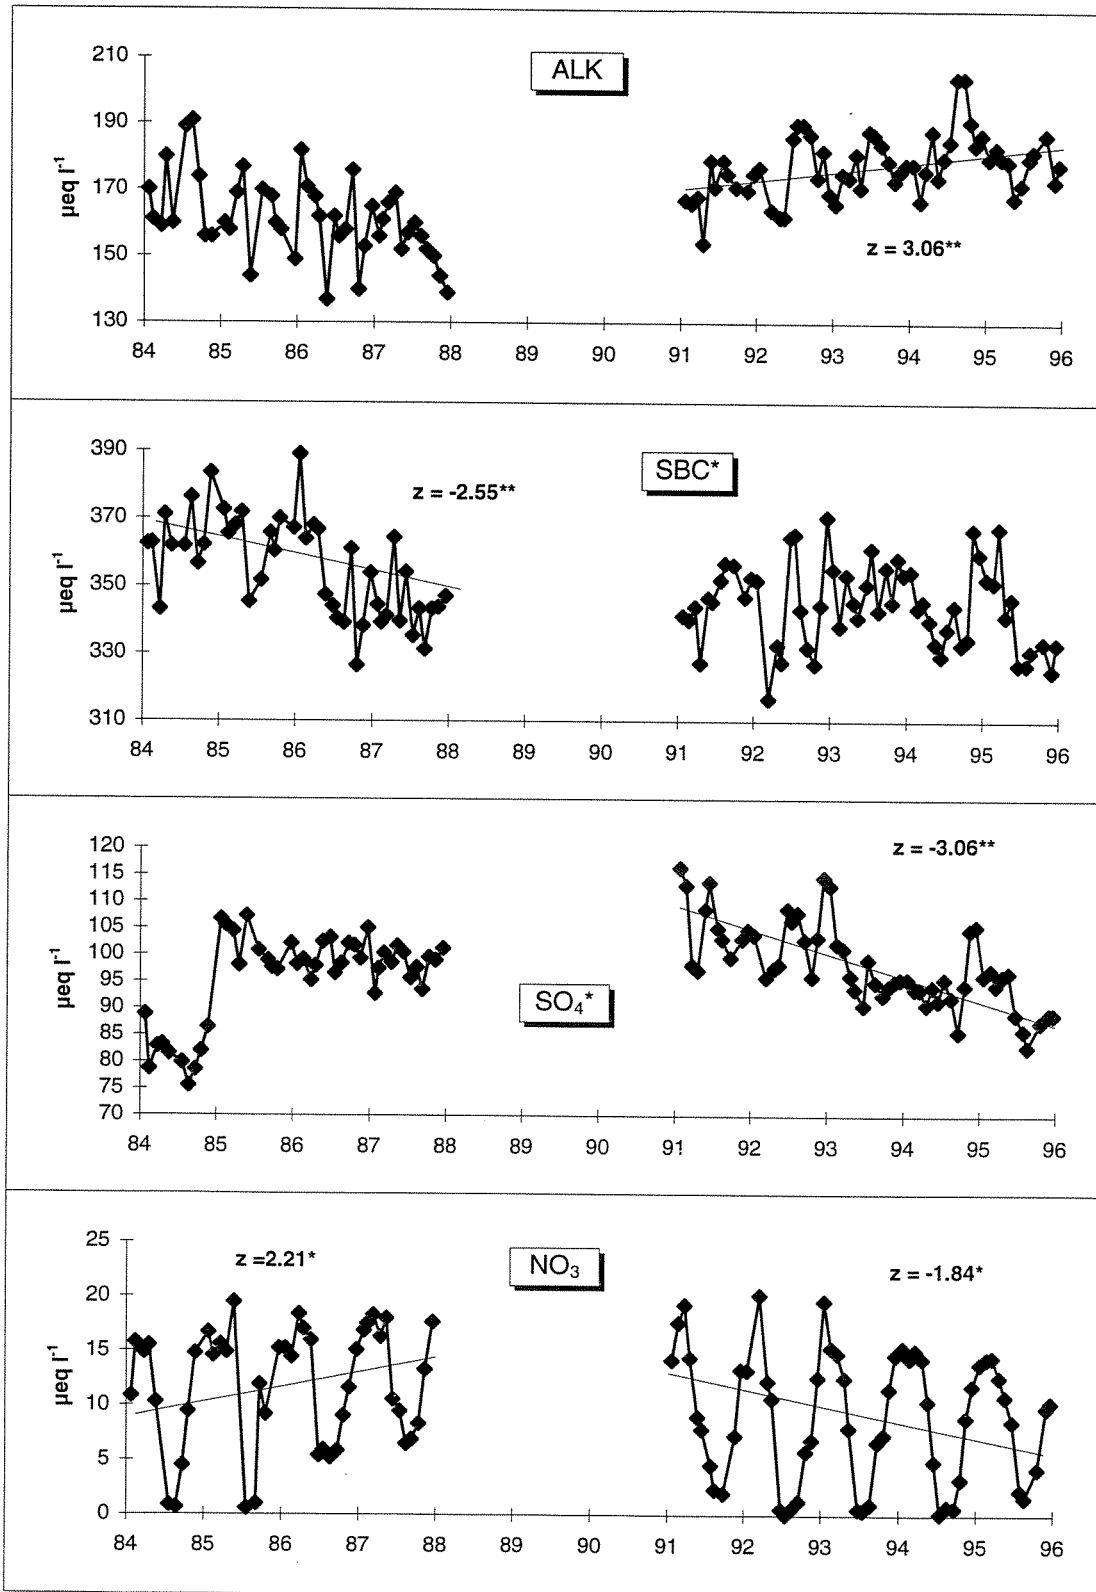 ALK
µeq l-1
210
190
170
150
130
z = 3.06**
84 85 86 87 88 89 90 91 92 93 94 95 96
SBC*
µeq l-1
390
370
350
330
310
z = -2.55**
84 85 86 87 88 89 90 91 92 93 94 95 96
SO4*
µeq l-1
120
115
110
105
100
95
90
85
80
75
70
z = -3.06**
84 85 86 87 88 89 90 91 92 93 94 95 96
NO3
µeq l-1
25
20
15
10
5
0
z =2.21*
z = -1.84*
84 85 86 87 88 89 90 91 92 93 94 95 96